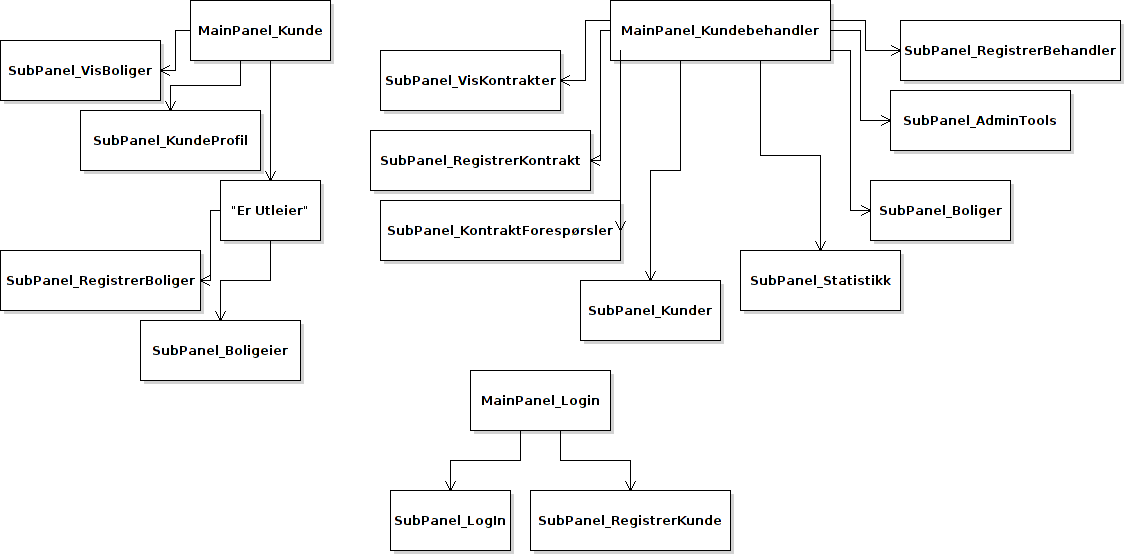 MainPanel_Kunde
SubPanel_VisBoliger
SubPanel_KundeProfil
"Er Utleier"
SubPanel_RegistrerBoliger
SubPanel_Boligeier
MainPanel_Kundebehandler
SubPanel_VisKontrakter
SubPanel_RegistrerKontrakt
SubPanel_KontraktForespørsler
SubPanel_Kunder
SubPanel_Statistikk
SubPanel_RegistrerBehandler
SubPanel_AdminTools
SubPanel_Boliger
MainPanel_Login
SubPanel_LogIn
SubPanel_RegistrerKunde